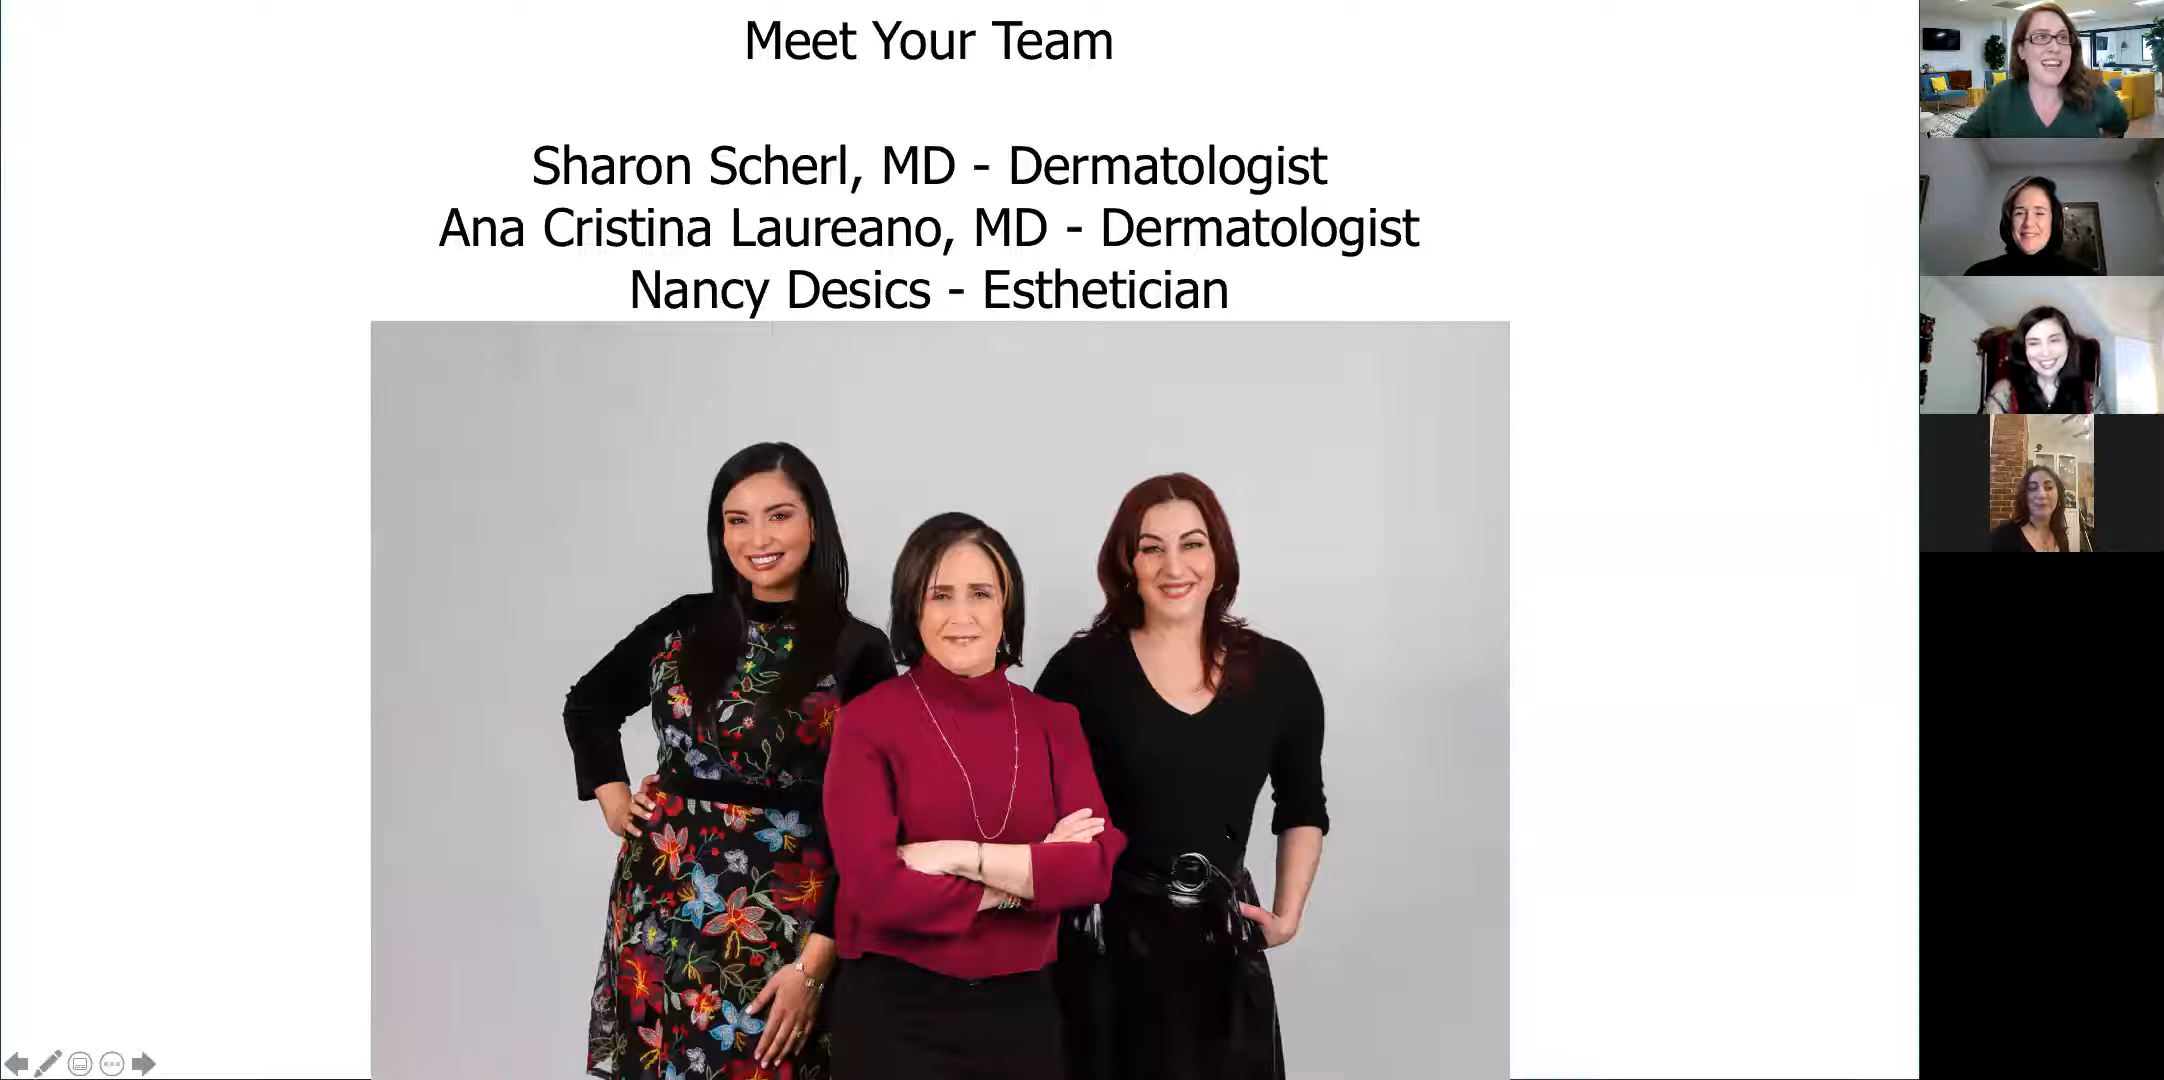 Meet Your Team
Sharon Scherl, MD - Dermatologist
Ana Cristina Laureano, MD - Dermatologist
Nancy Desics - Esthetician